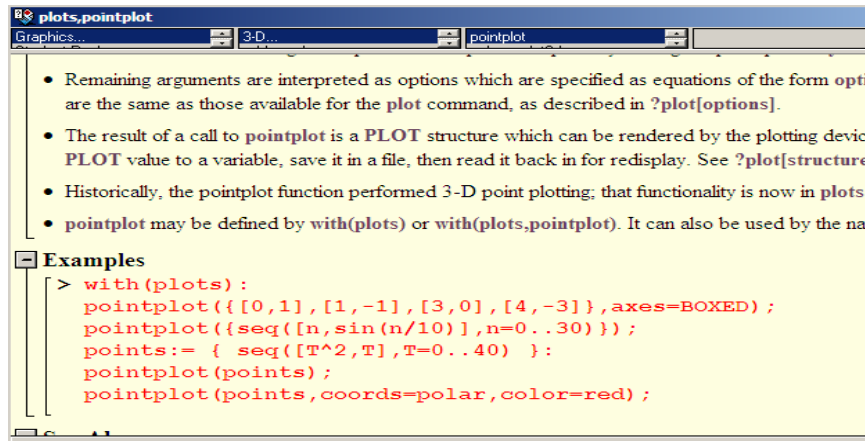 plots,pointplot
Graphics... 3-D... pointplot
Remaining arguments are interpreted as options which are specified as equations of the form opti
are the same as those available for the plot command, as described in ?plot[options].
The result of a call to pointplot is a PLOT structure which can be rendered by the plotting devic
PLOT value to a variable, save it in a file, then read it back in for redisplay. See ?plot[structure
Historically, the pointplot function performed 3-D point plotting; that functionality is now in plots
pointplot may be defined by with(plots) or with(plots,pointplot). It can also be used by the na
Examples
> with(plots):
pointplot({[0,1],[1,-1],[3,0],[4,-3]},axes=BOXED);
pointplot({seq([n,sin(n/10)],n=0..30)});
points:= { seq([T^2,T],T=0..40) }:
pointplot(points);
pointplot(points,coords=polar,color=red);